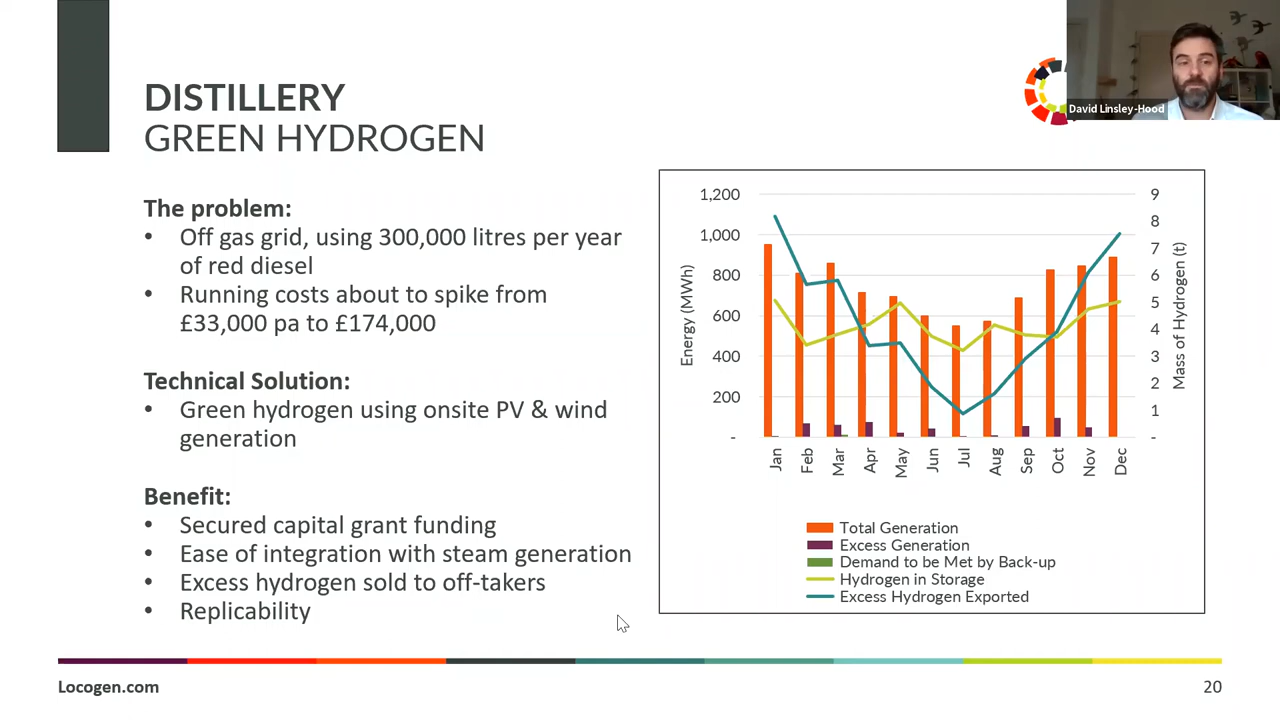 DISTILLERY
GREEN HYDROGEN
David Linsley-Hood
The problem:
• Off gas grid, using 300,000 litres per year
of red diesel
• Running costs about to spike from
£33,000 pa to £174,000
Technical Solution:
• Green hydrogen using onsite PV & wind
generation
Benefit:
• Secured capital grant funding
• Ease of integration with steam generation
• Excess hydrogen sold to off-takers
• Replicability
Energy (MWh)
1,200
1,000
800
600
400
200
-
9
8
7
6
5
4
3
2
1
-
Mass of Hydrogen (t)
Jan Feb Mar Apr May Jun Jul Aug Sep Oct Nov Dec
Total Generation
Excess Generation
Demand to be Met by Back-up
Hydrogen in Storage
Excess Hydrogen Exported
Locogen.com
20